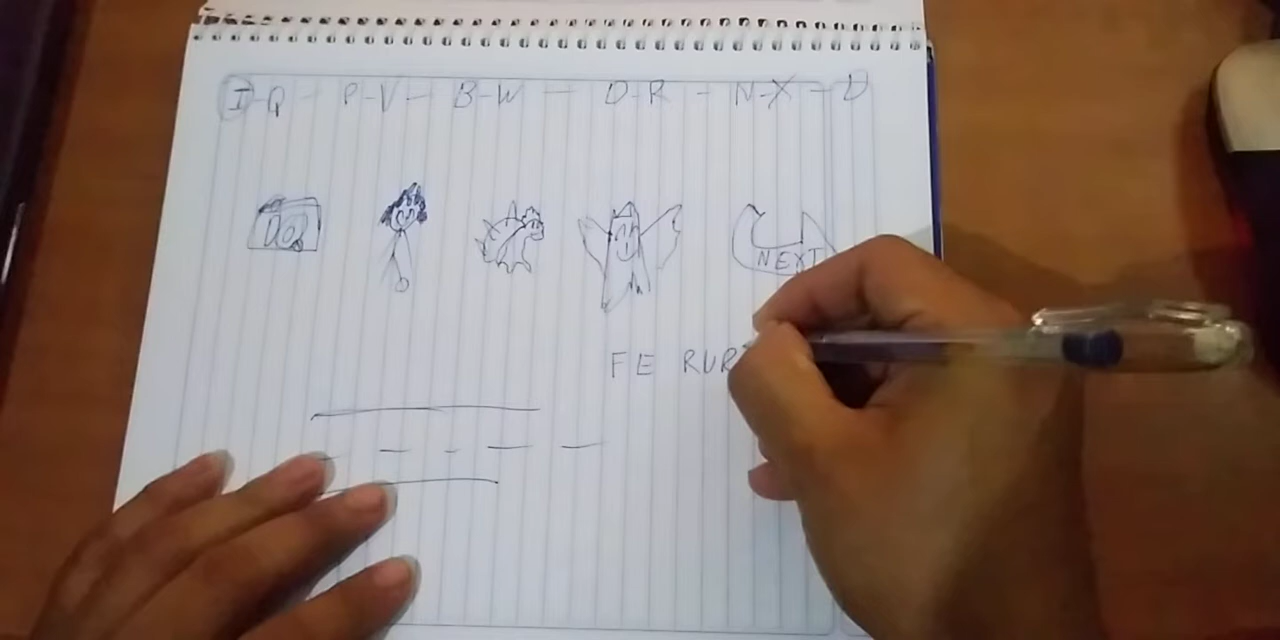 I-Q - P-V - B-W - D-R - N-X - U
DQ
NEXT
FE RUR